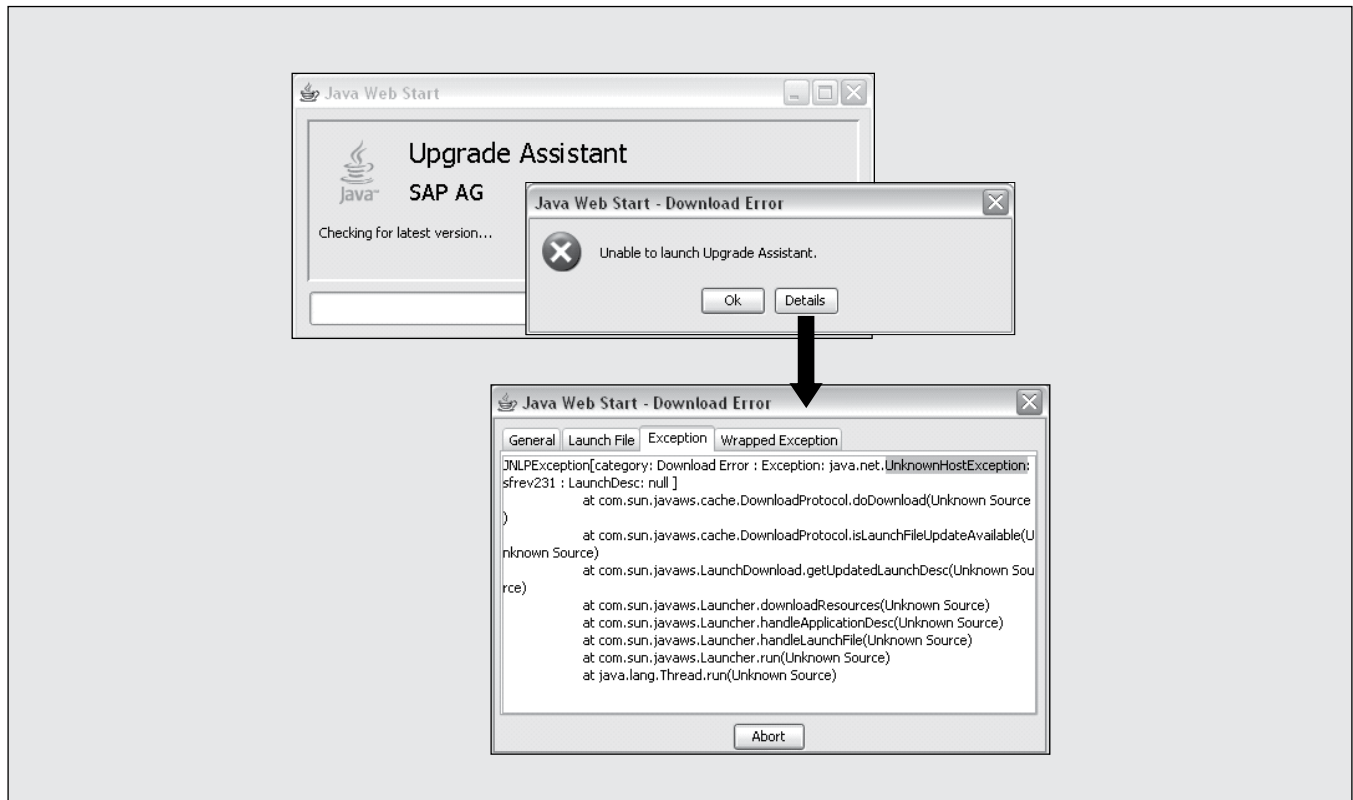 Java Web Start
Java™
Upgrade Assistant
SAP AG
Checking for latest version...
Java Web Start - Download Error
Unable to launch Upgrade Assistant.
Ok
Details
Java Web Start - Download Error
General
Launch File
Exception
Wrapped Exception
JNLPException[category: Download Error : Exception: java.net.UnknownHostException:
sfrev231 : LaunchDesc: null ]
at com.sun.javaws.cache.DownloadProtocol.doDownload(Unknown Source
)
at com.sun.javaws.cache.DownloadProtocol.isLaunchFileUpdateAvailable(U
nknown Source)
at com.sun.javaws.LaunchDownload.getUpdatedLaunchDesc(Unknown Sou
rce)
at com.sun.javaws.Launcher.downloadResources(Unknown Source)
at com.sun.javaws.Launcher.handleApplicationDesc(Unknown Source)
at com.sun.javaws.Launcher.handleLaunchFile(Unknown Source)
at com.sun.javaws.Launcher.run(Unknown Source)
at java.lang.Thread.run(Unknown Source)
Abort